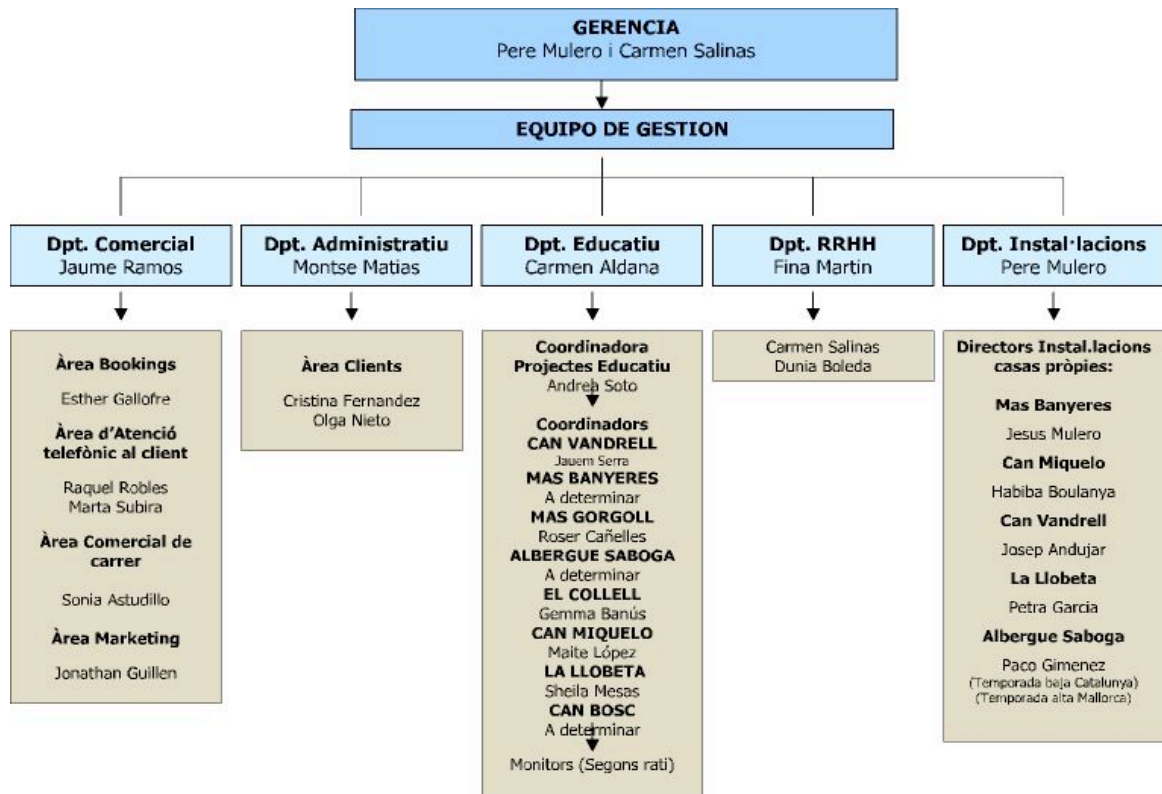 GERENCIA
Pere Mulero i Carmen Salinas
EQUIPO DE GESTION
Dpt. Comercial
Jaume Ramos
Àrea Bookings
Esther Gallofre
Àrea d'Atenció
telefònic al client
Raquel Robles
Marta Subira
Àrea Comercial de
carrer
Sonia Astudillo
Àrea Marketing
Jonathan Guillen
Dpt. Administratiu
Montse Matias
Àrea Clients
Cristina Fernandez
Olga Nieto
Dpt. Educatiu
Carmen Aldana
Coordinadora
Projectes Educatiu
Andrea Soto
Coordinadors
CAN VANDRELL
Jauem Serra
MAS BANYERES
A determinar
MAS GORGOLL
Roser Cañelles
ALBERGUE SABOGA
A determinar
EL COLLELL
Gemma Banús
CAN MIQUELO
Maite López
LA LLOBETA
Sheila Mesas
CAN BOSC
A determinar
Monitors (Segons rati)
Dpt. RRHH
Fina Martin
Carmen Salinas
Dunia Boleda
Dpt. Instal·lacions
Pere Mulero
Directors Instal.lacions
casas pròpies:
Mas Banyeres
Jesus Mulero
Can Miquelo
Habiba Boulanya
Can Vandrell
Josep Andujar
La Llobeta
Petra Garcia
Albergue Saboga
Paco Gimenez
(Temporada baja Catalunya)
(Temporada alta Mallorca)